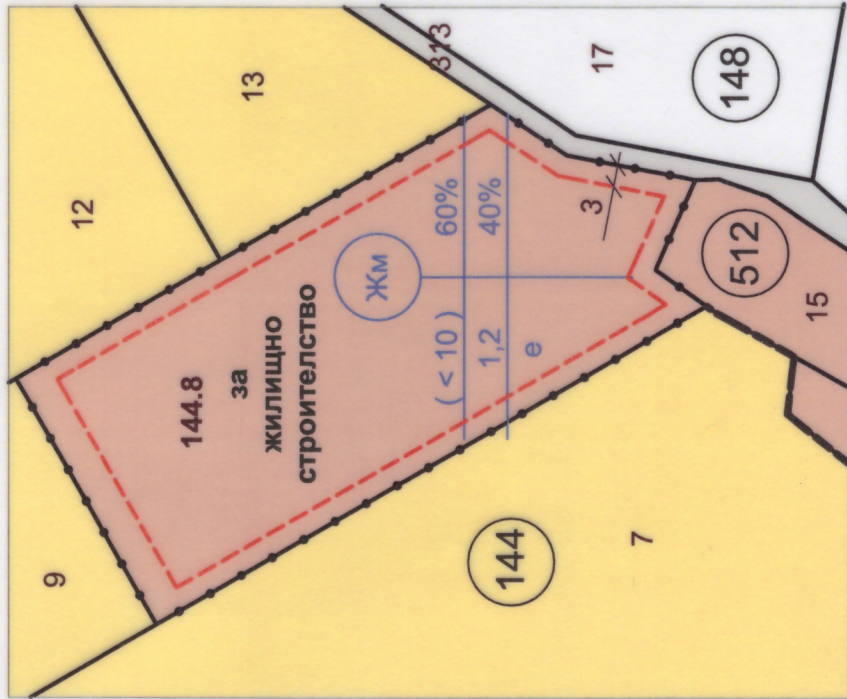 12
13
313
17
148
9
144.8
за
жилищно
строителство
Жм
( < 10 )
60%
1,2
40%
е
3
512
15
144
7